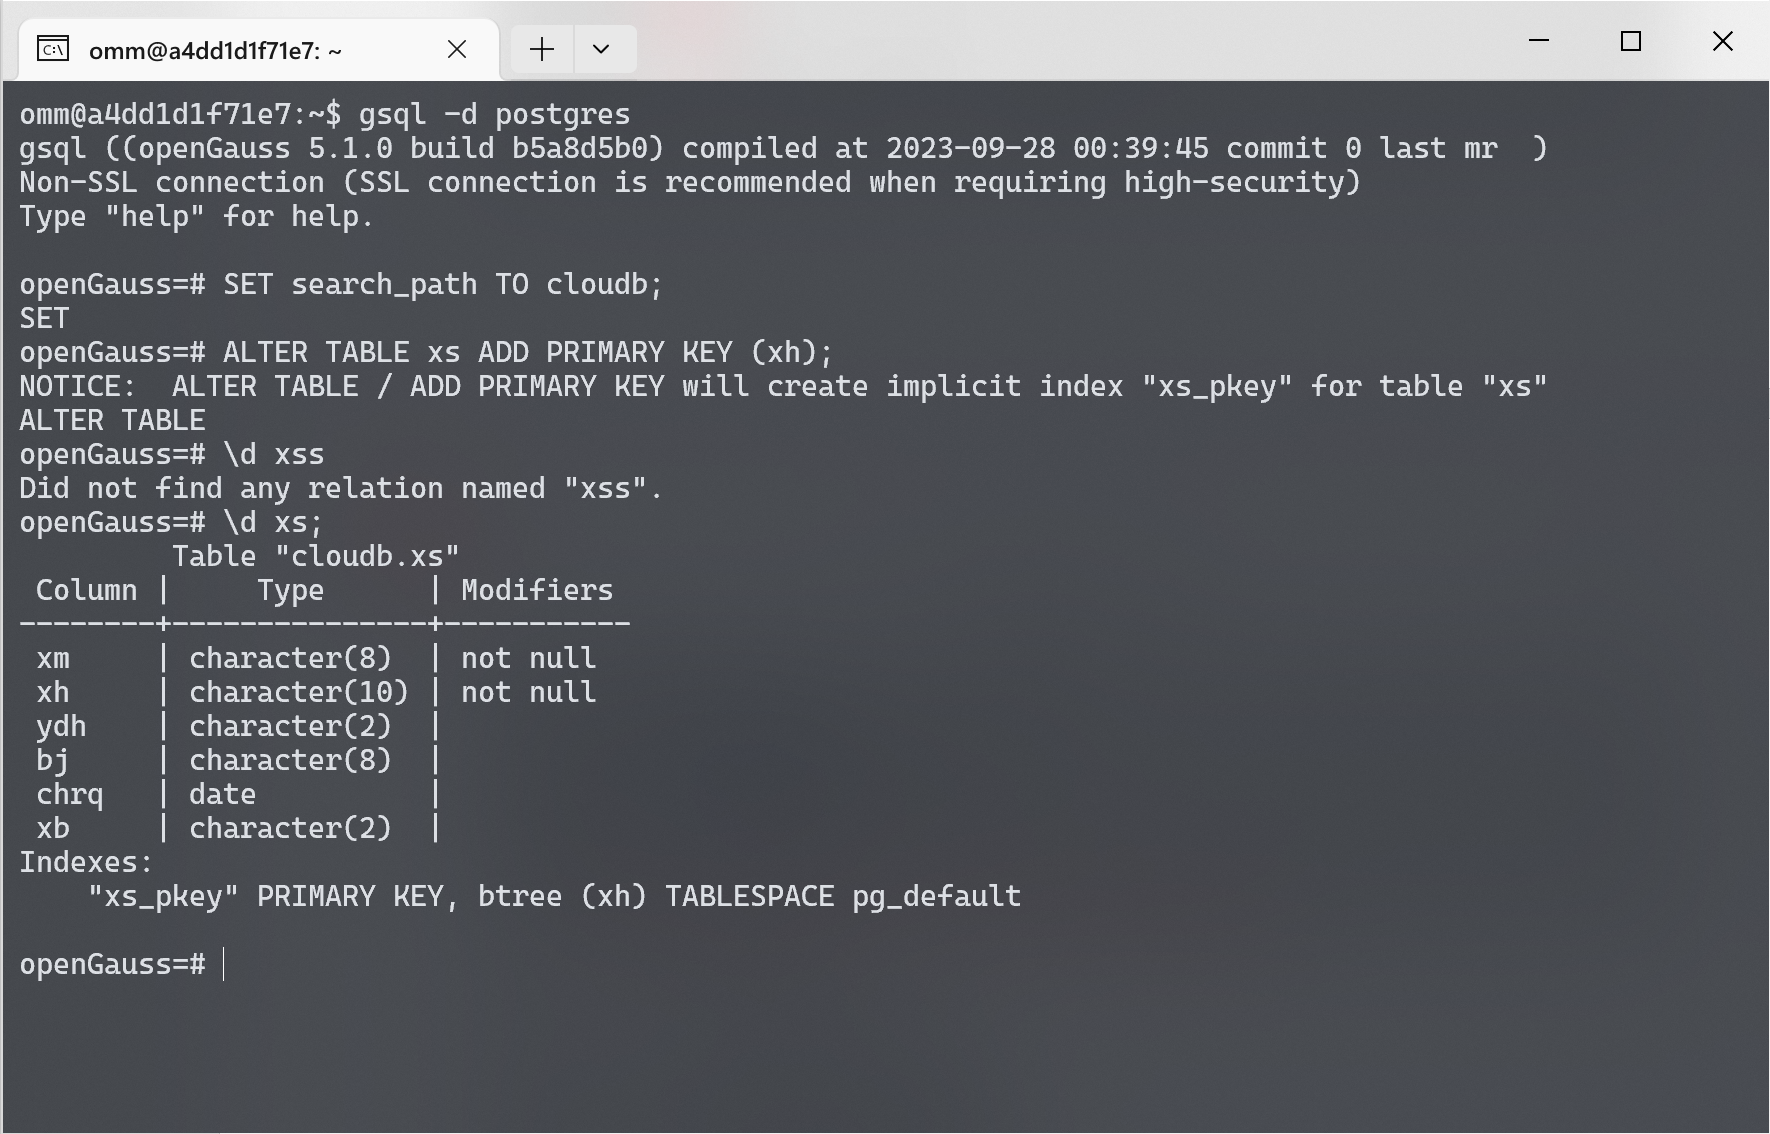 omm@a4dd1d1f71e7: ~
omm@a4dd1d1f71e7:~$ gsql -d postgres
gsql ((openGauss 5.1.0 build b5a8d5b0) compiled at 2023-09-28 00:39:45 commit 0 last mr  )
Non-SSL connection (SSL connection is recommended when requiring high-security)
Type "help" for help.

openGauss=# SET search_path TO cloudb;
SET
openGauss=# ALTER TABLE xs ADD PRIMARY KEY (xh);
NOTICE:  ALTER TABLE / ADD PRIMARY KEY will create implicit index "xs_pkey" for table "xs"
ALTER TABLE
openGauss=# \d xss
Did not find any relation named "xss".
openGauss=# \d xs;
         Table "cloudb.xs"
 Column |     Type      | Modifiers
--------+---------------+-----------
 xm     | character(8)  | not null
 xh     | character(10) | not null
 ydh    | character(2)  |
 bj     | character(8)  |
 chrq   | date          |
 xb     | character(2)  |
Indexes:
    "xs_pkey" PRIMARY KEY, btree (xh) TABLESPACE pg_default

openGauss=#